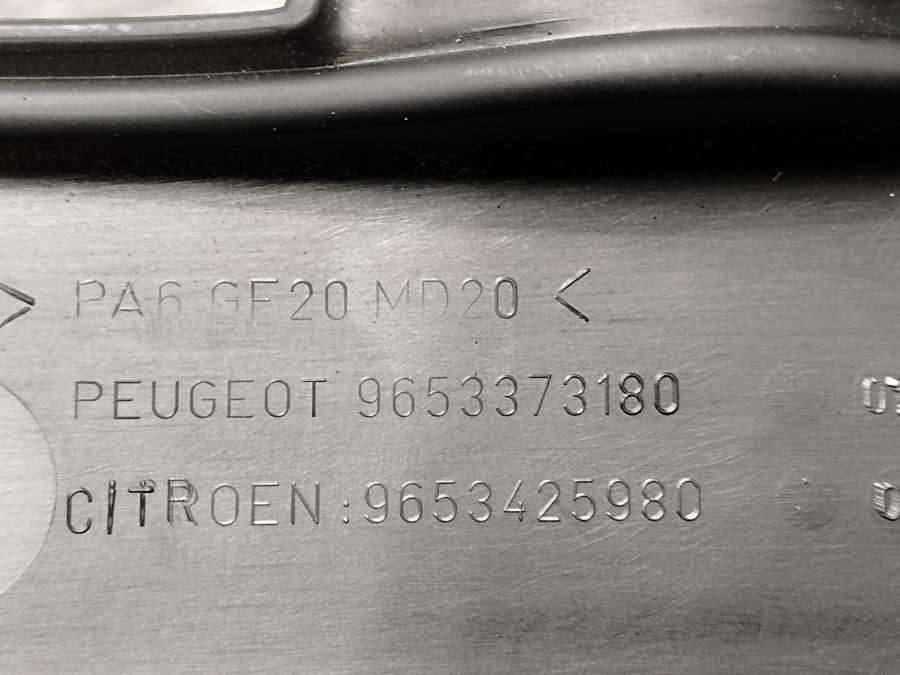 > PA6 GF20 MD20 <
PEUGEOT 9653373180
CITROEN : 9653425980